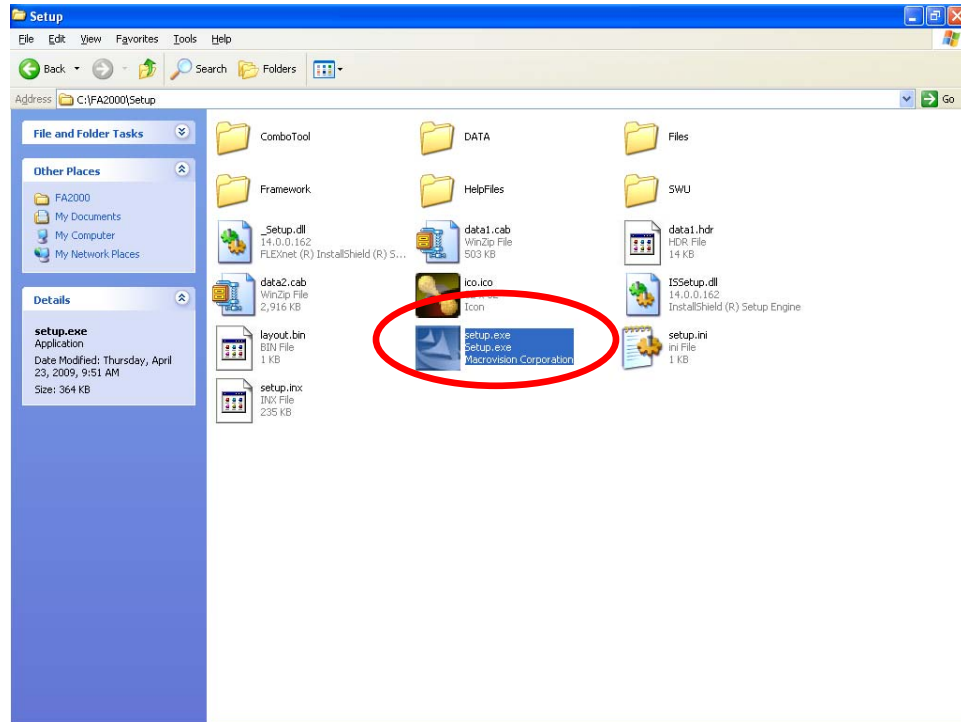 Setup
File Edit View Favorites Tools Help
Back Search Folders
Address C:\FA2000\Setup Go
File and Folder Tasks
Other Places
FA2000
My Documents
My Computer
My Network Places
Details
setup.exe
Application
Date Modified: Thursday, April
23, 2009, 9:51 AM
Size: 364 KB
ComboTool
DATA
Files
Framework
HelpFiles
SWU
_Setup.dll
14.0.0.162
FLEXnet (R) InstallShield (R) S...
data1.cab
WinZip File
503 KB
data1.hdr
HDR File
14 KB
data2.cab
WinZip File
2,916 KB
ico.ico
Icon
ISSetup.dll
14.0.0.162
InstallShield (R) Setup Engine
layout.bin
BIN File
1 KB
setup.exe
Setup.exe
Macrovision Corporation
setup.ini
ini File
1 KB
setup.inx
INX File
235 KB